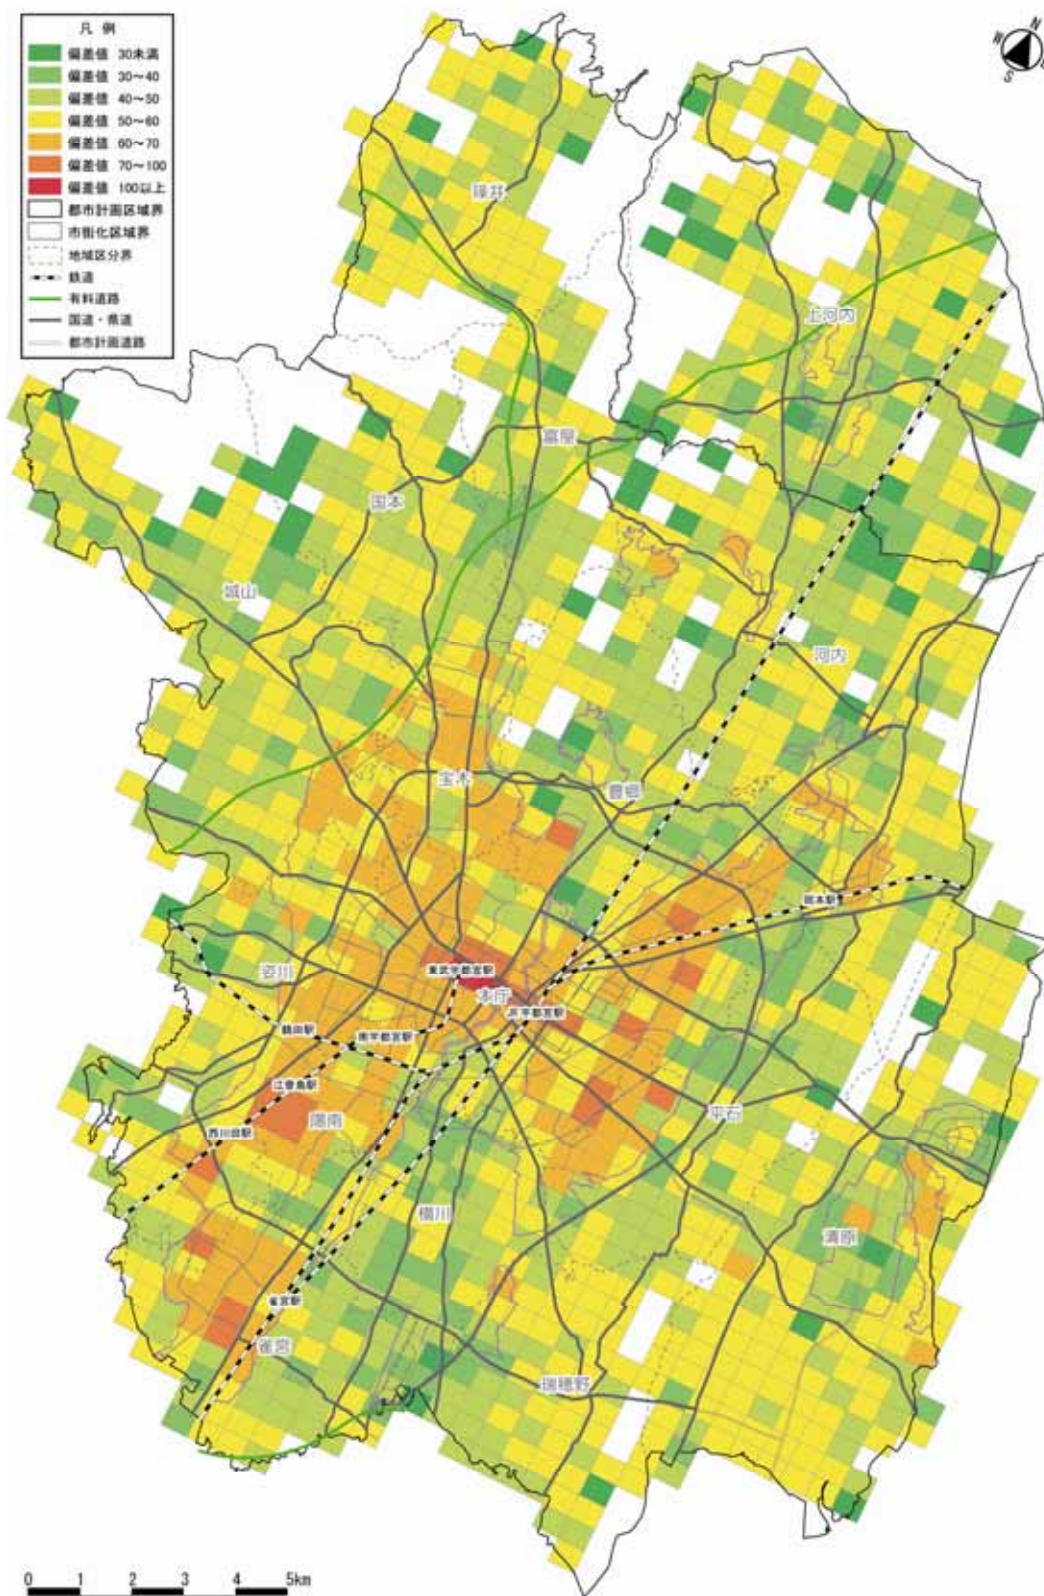 凡 例
偏差値 30未満
偏差値 30～40
偏差値 40～50
偏差値 50～60
偏差値 60～70
偏差値 70～100
偏差値 100以上
都市計画区域界
市街化区域界
地域区分界
鉄道
有料道路
国道・県道
都市計画道路
N
W
S
篠井
上河内
富屋
国本
城山
河内
宝木
豊郷
岡本駅
東武宇都宮駅
姿川
本庁
JR宇都宮駅
鶴田駅
南宇都宮駅
江曽島駅
陽南
平石
西川田駅
横川
清原
雀宮駅
雀宮
瑞穂野
0 1 2 3 4 5km